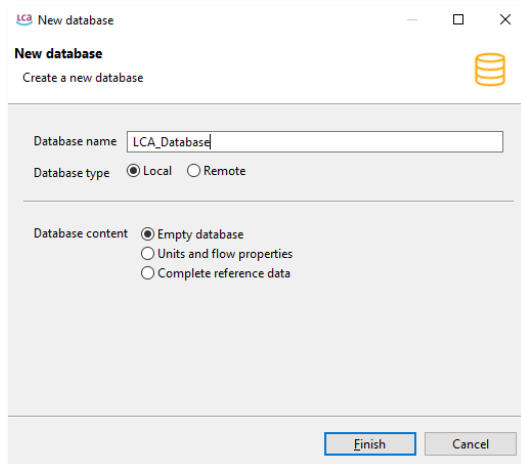 LCA New database
New database
Create a new database
Database name LCA_Database
Database type Local Remote
Database content Empty database
Units and flow properties
Complete reference data
Finish Cancel